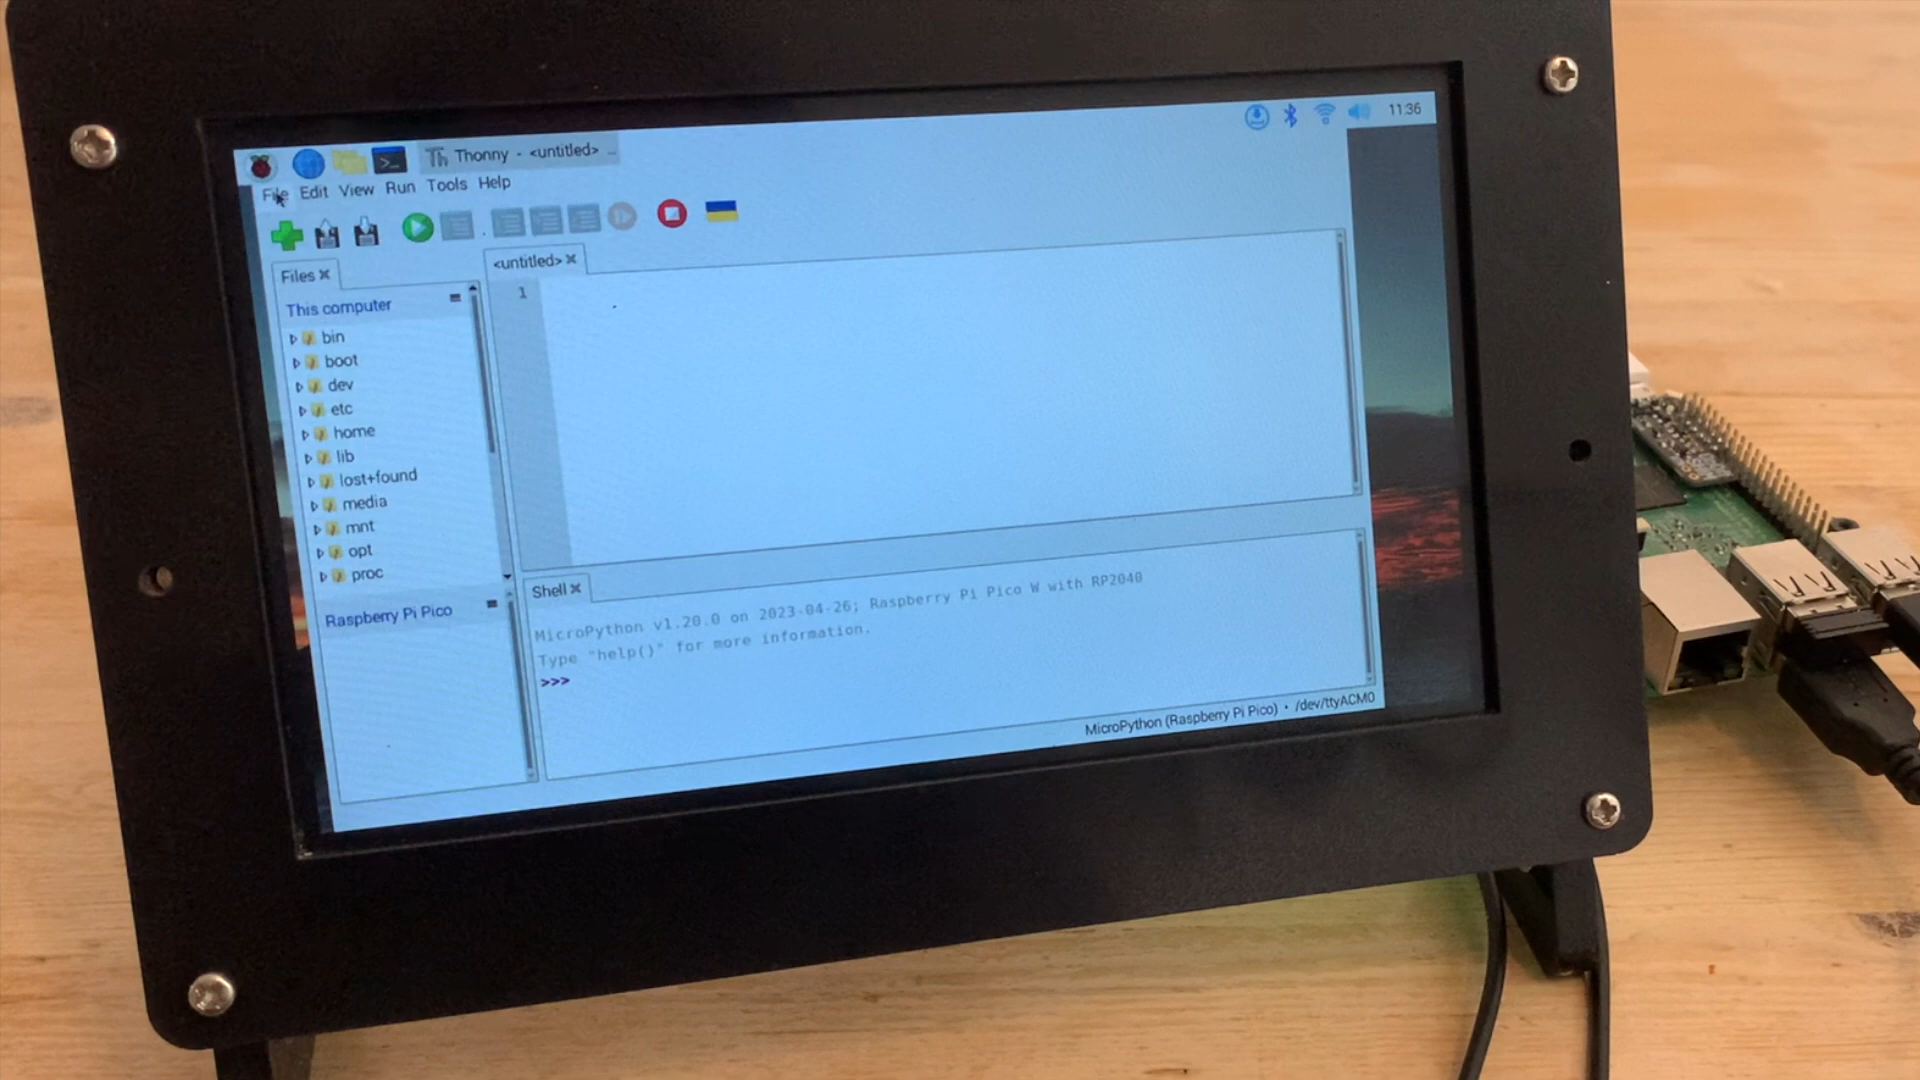 11:36
Th Thonny - <untitled> ...
File Edit View Run Tools Help
Files
<untitled>
This computer
1
bin
boot
dev
etc
home
lib
lost+found
media
mnt
opt
proc
Raspberry Pi Pico
Shell
MicroPython v1.20.0 on 2023-04-26; Raspberry Pi Pico W with RP2040
Type "help()" for more information.
>>>
MicroPython (Raspberry Pi Pico) • /dev/ttyACM0